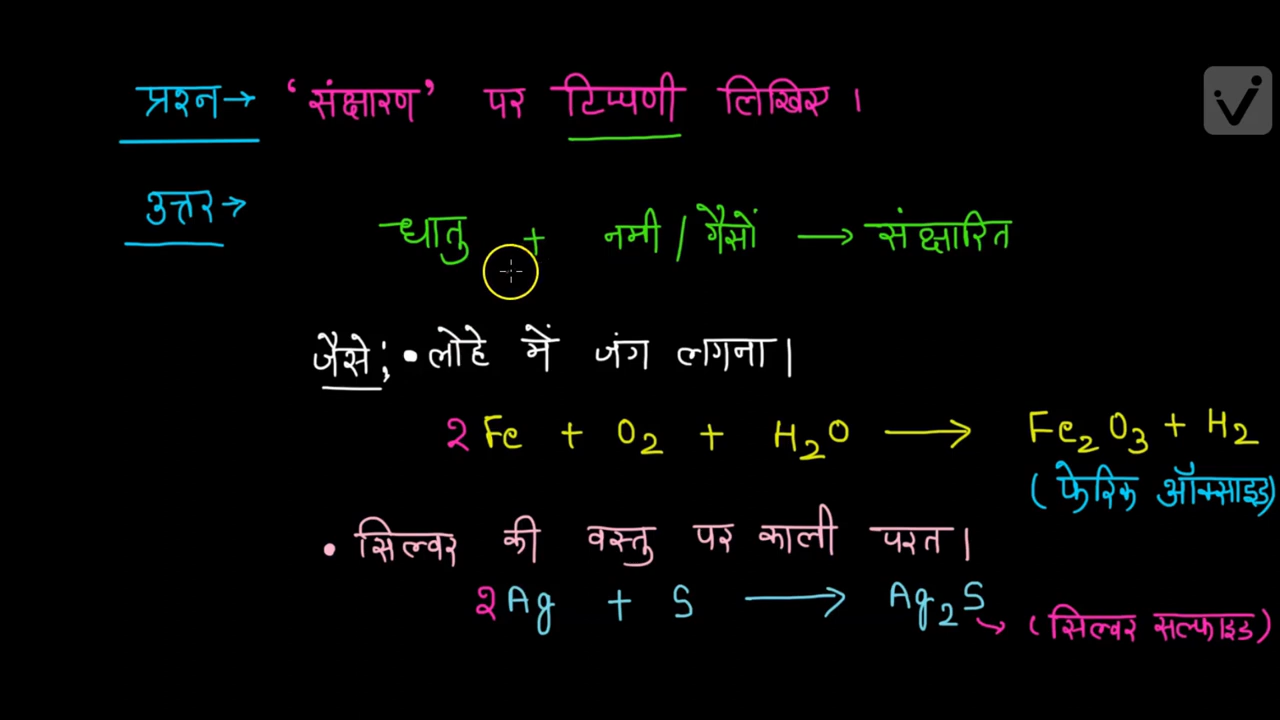 प्रश्न→ ‘संक्षारण’ पर टिप्पणी लिखिए ।
उत्तर→
धातु + नमी / गैसों → संक्षारित
जैसे; • लोहे में जंग लगना।
2Fe + O₂ + H₂O → Fe₂O₃ + H₂
(फेरिक ऑक्साइड)
• सिल्वर की वस्तु पर काली परत।
2Ag + S → Ag₂S → (सिल्वर सल्फाइड)